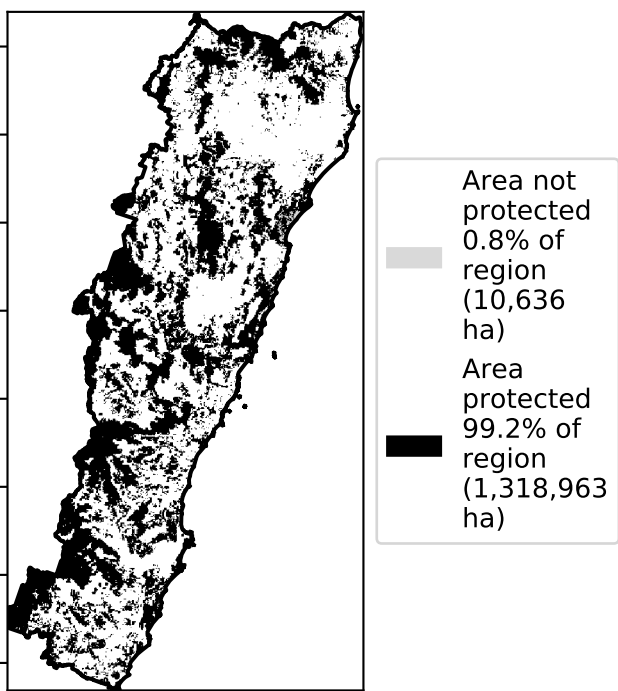 Area not
protected
0.8% of
region
(10,636
ha)
Area
protected
99.2% of
region
(1,318,963
ha)